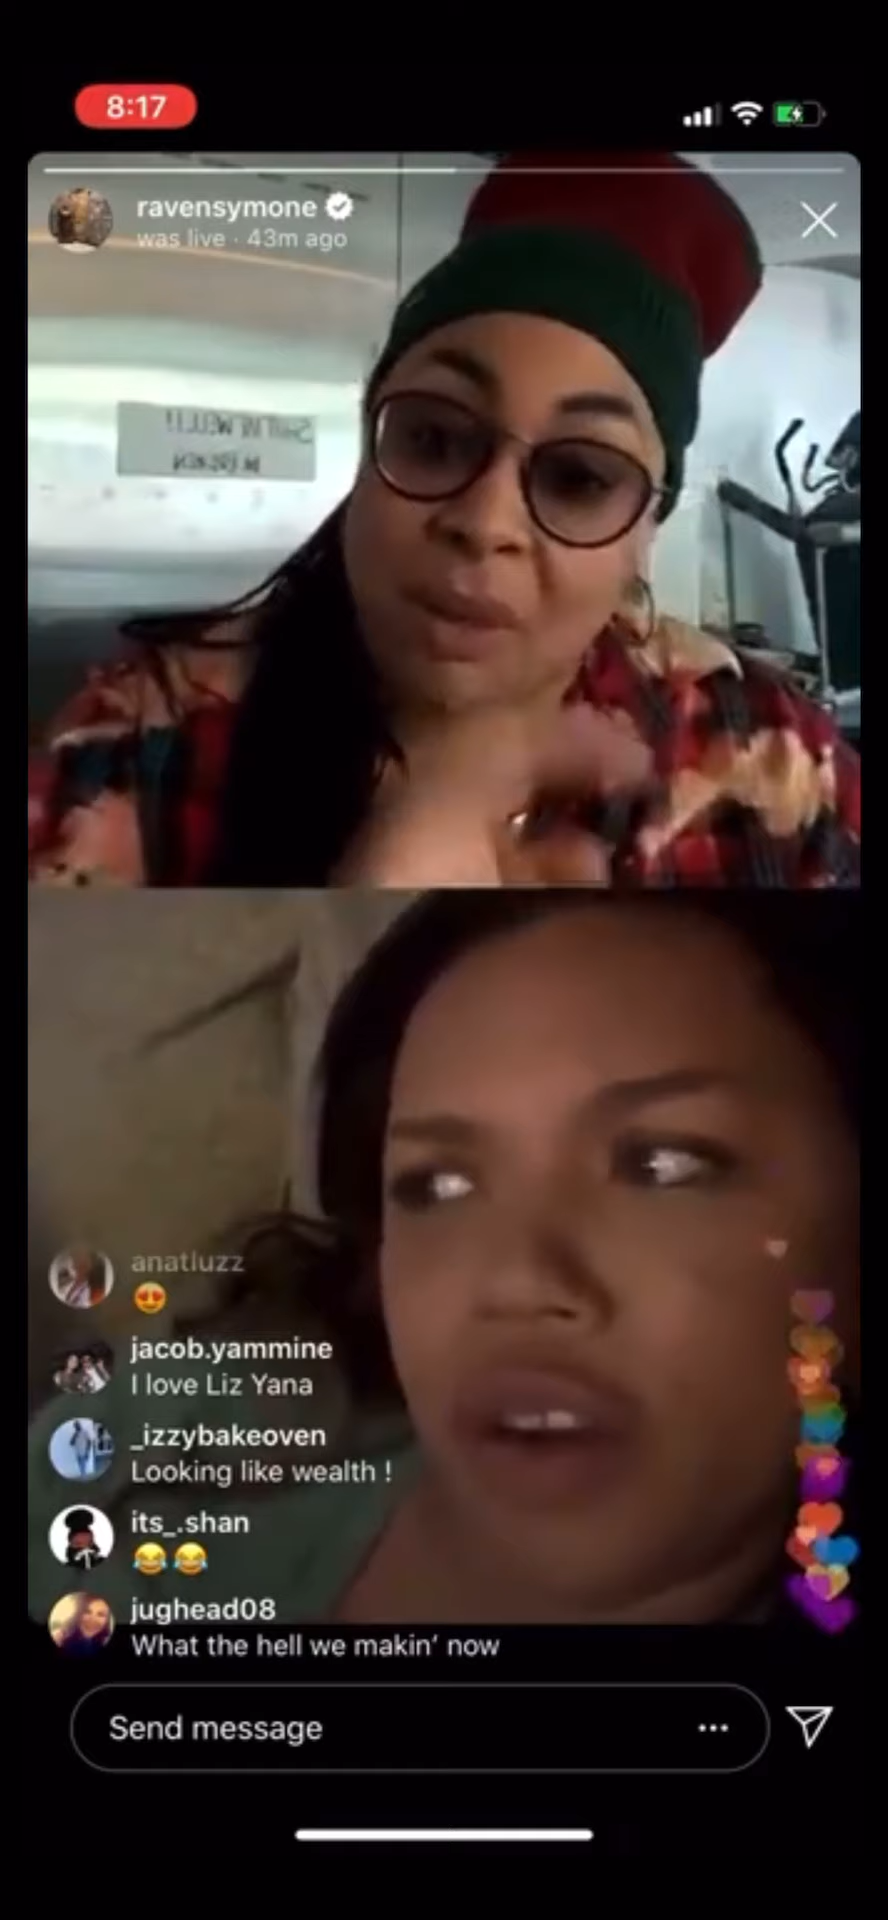 8:17
ravensymone
was live · 43m ago
anatluzz
😍
jacob.yammine
I love Liz Yana
_izzybakeoven
Looking like wealth !
its_.shan
😂😂
jughead08
What the hell we makin’ now
Send message